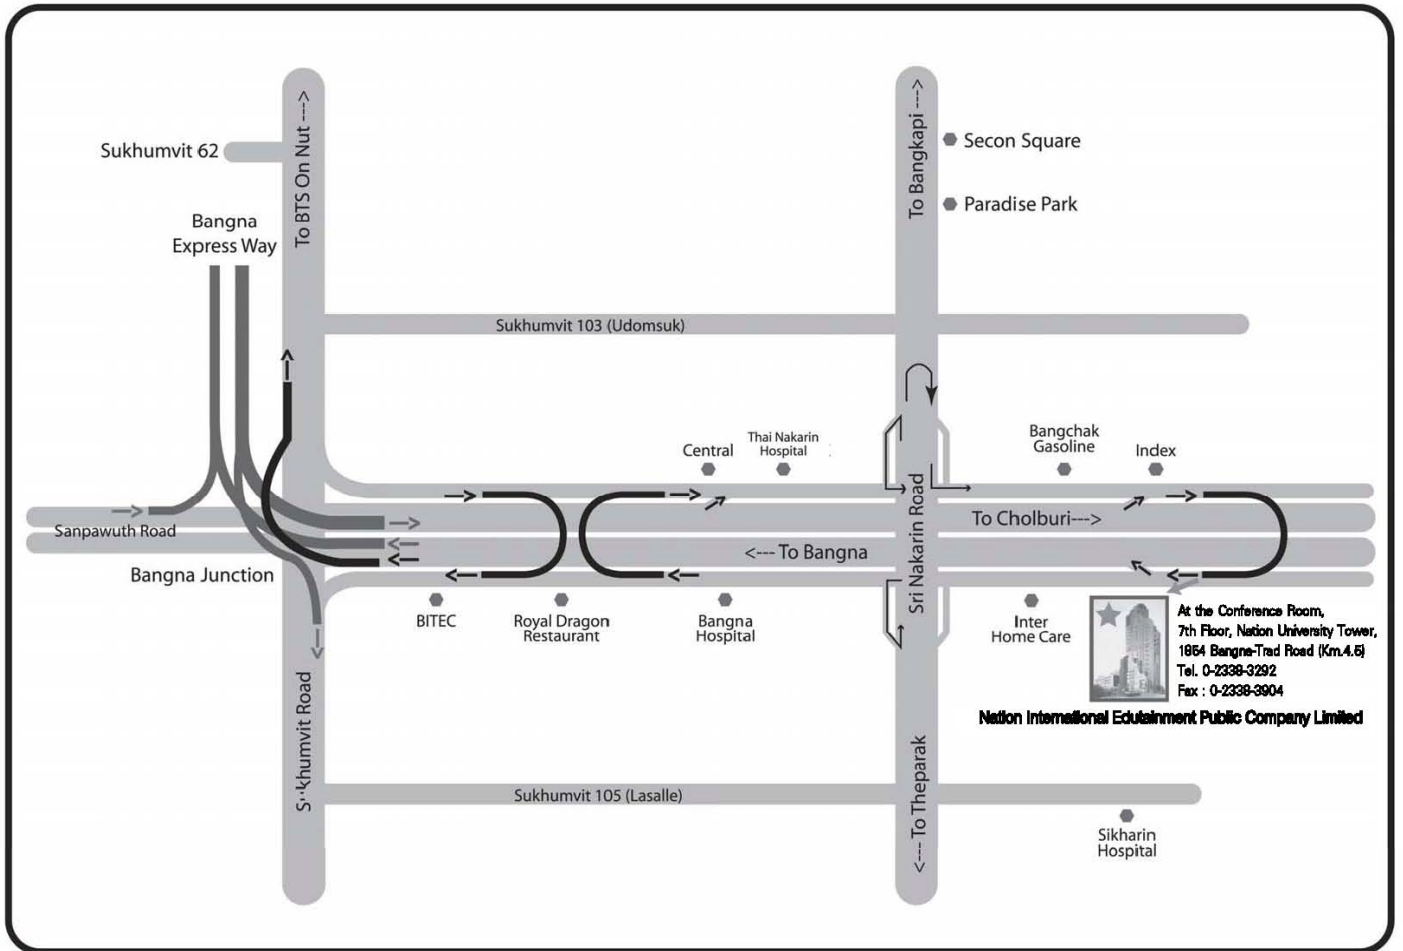 To BTS On Nut --->
Sukhumvit 62
Bangna
Express Way
To Bangkapi --->
Secon Square
Paradise Park
Sukhumvit 103 (Udomsuk)
Central
Thai Nakarin
Hospital
Bangchak
Gasoline
Index
Sanpawuth Road
To Cholburi--->
<--- To Bangna
Sri Nakarin Road
Bangna Junction
BITEC
Royal Dragon
Restaurant
Bangna
Hospital
Inter
Home Care
At the Conference Room,
7th Floor, Nation University Tower,
1854 Bangna-Trad Road (Km.4.5)
Tel. 0-2338-3292
Fax : 0-2338-3904
Nation International Edutainment Public Company Limited
Sukhumvit Road
Sukhumvit 105 (Lasalle)
<--- To Theparak
Sikharin
Hospital